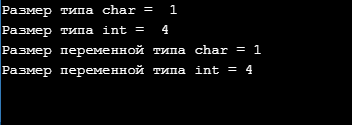 Размер типа char =  1
Размер типа int =  4
Размер переменной типа char = 1
Размер переменной типа int = 4